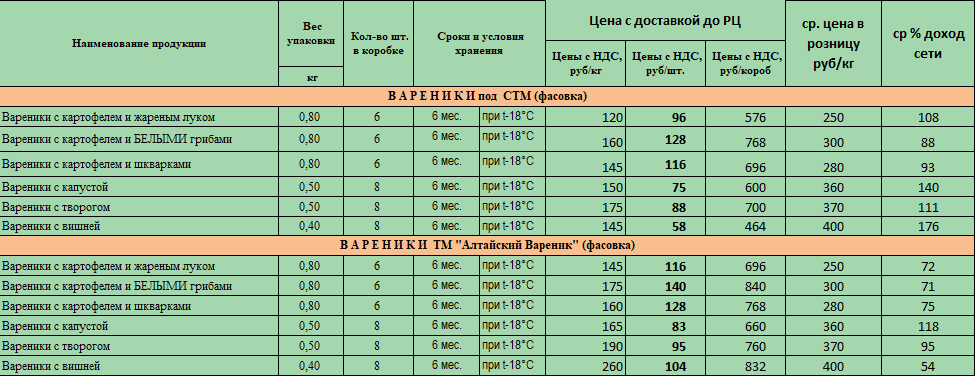 Наименование продукции Вес упаковки Кол-во шт. в коробке Сроки и условия хранения Цена с доставкой до РЦ ср. цена в розницу руб/кг ср % доход сети
кг Цены с НДС, руб/кг Цены с НДС, руб/шт. Цены с НДС, руб/короб
В А Р Е Н И К И под СТМ (фасовка)
Вареники с картофелем и жареным луком 0,80 6 6 мес. при t-18°С 120 96 576 250 108
Вареники с картофелем и БЕЛЫМИ грибами 0,80 6 6 мес. при t-18°С 160 128 768 300 88
Вареники с картофелем и шкварками 0,80 6 6 мес. при t-18°С 145 116 696 280 93
Вареники с капустой 0,50 8 6 мес. при t-18°С 150 75 600 360 140
Вареники с творогом 0,50 8 6 мес. при t-18°С 175 88 700 370 111
Вареники с вишней 0,40 8 6 мес. при t-18°С 145 58 464 400 176
В А Р Е Н И К И ТМ "Алтайский Вареник" (фасовка)
Вареники с картофелем и жареным луком 0,80 6 6 мес. при t-18°С 145 116 696 250 72
Вареники с картофелем и БЕЛЫМИ грибами 0,80 6 6 мес. при t-18°С 175 140 840 300 71
Вареники с картофелем и шкварками 0,80 6 6 мес. при t-18°С 160 128 768 280 75
Вареники с капустой 0,50 8 6 мес. при t-18°С 165 83 660 360 118
Вареники с творогом 0,50 8 6 мес. при t-18°С 190 95 760 370 95
Вареники с вишней 0,40 8 6 мес. при t-18°С 260 104 832 400 54